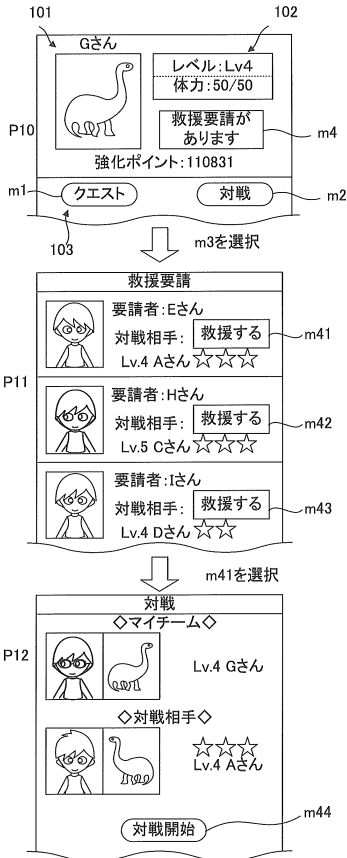 101
Gさん
102
レベル:Lv4
体力:50/50
P10
救援要請が
あります
m4
強化ポイント:110831
m1
クエスト
対戦
m2
103
m3を選択
救援要請
要請者:Eさん
対戦相手:
救援する
m41
Lv.4 Aさん☆☆☆
P11
要請者:Hさん
対戦相手:
救援する
m42
Lv.5 Cさん☆☆☆
要請者:Iさん
対戦相手:
救援する
m43
Lv.4 Dさん☆☆
m41を選択
対戦
◇マイチーム◇
P12
Lv.4 Gさん
◇対戦相手◇
☆☆☆
Lv.4 Aさん
m44
対戦開始